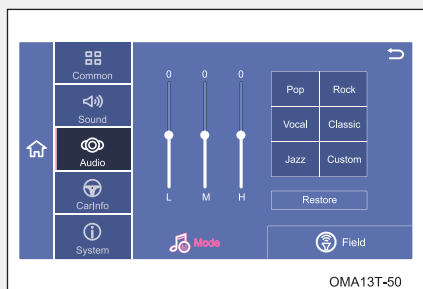 Common
Sound
Audio
CarInfo
System
0 0 0
L M H
Pop Rock
Vocal Classic
Jazz Custom
Restore
Mode
Field
OMA13T-50